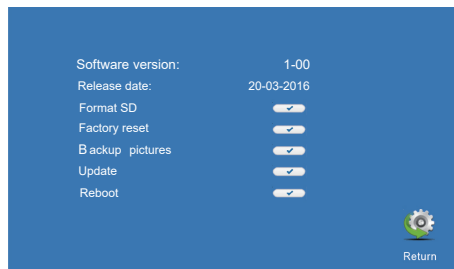 Software version: 1-00
Release date: 20-03-2016
Format SD
Factory reset
B ackup pictures
Update
Reboot
Return